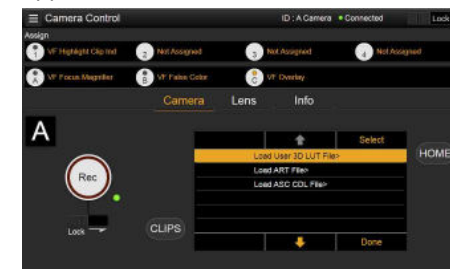 ≡ Camera Control ID : A Camera Connected Lock
Assign
1 VF Highlight Clip Ind 2 Not Assigned 3 Not Assigned 4 Not Assigned
A VF Focus Magnifier B VF False Color C VF Overlay
Camera Lens Info
A
Select
Load User 3D LUT File>
HOME
Load ART File>
Rec
Load ASC CDL File>
Lock
CLIPS
Done